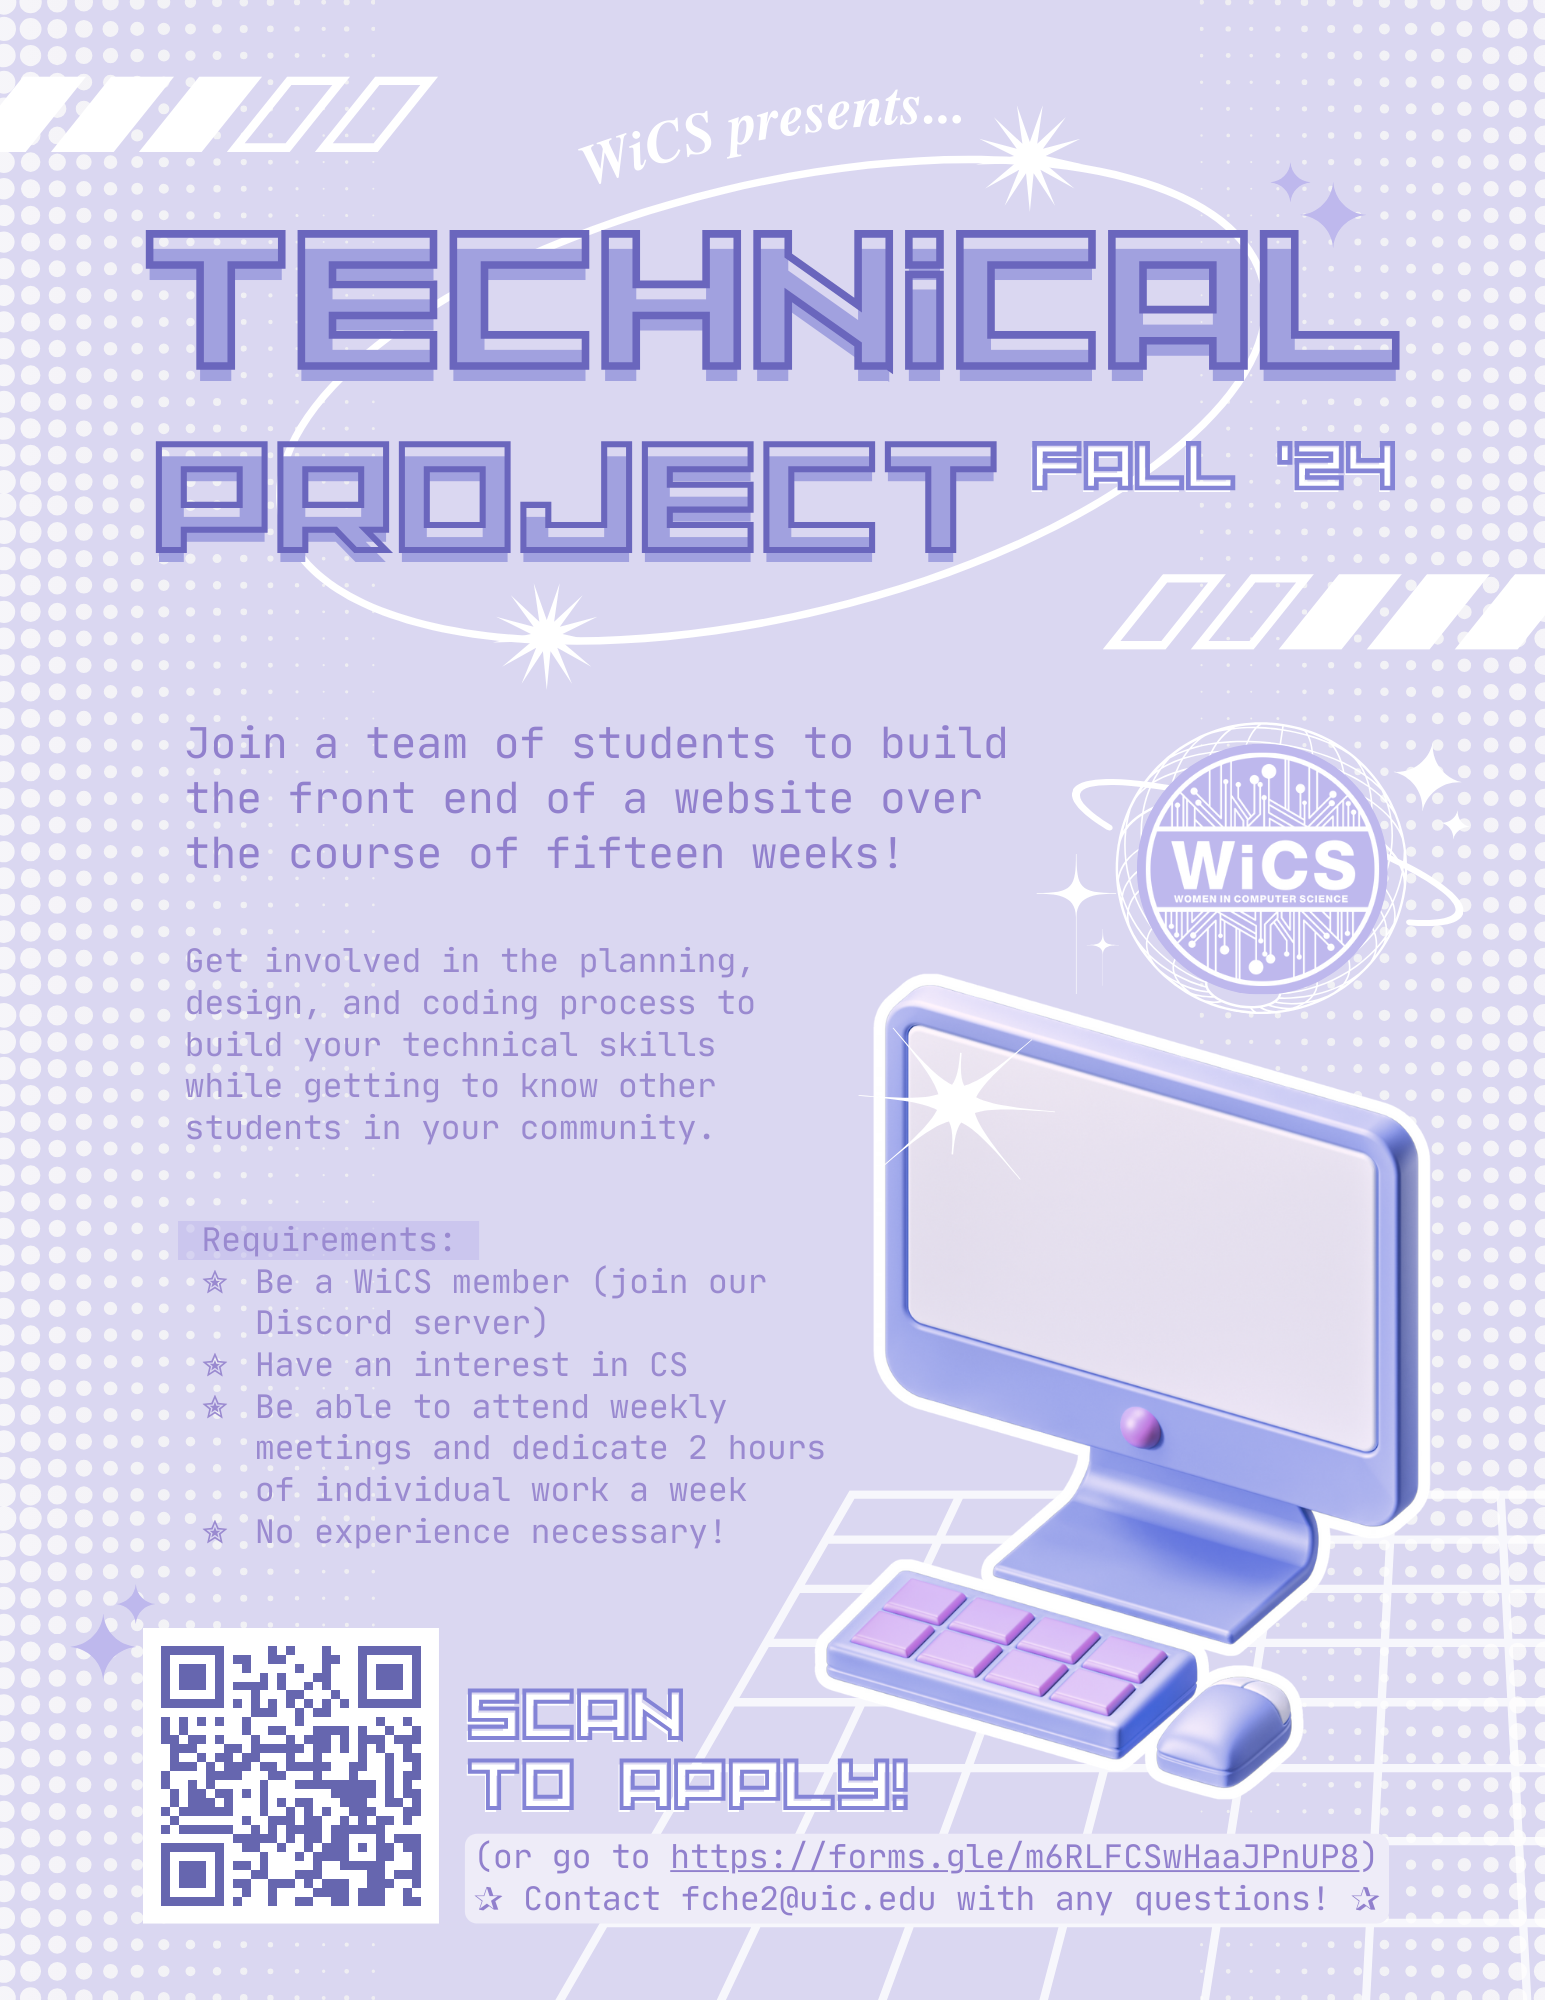 WiCS presents...
TECHNiCAL
PROJECT FALL '24
Join a team of students to build
the front end of a website over
the course of fifteen weeks!
WiCS
WOMEN IN COMPUTER SCIENCE
Get involved in the planning,
design, and coding process to
build your technical skills
while getting to know other
students in your community.
Requirements:
✯ Be a WiCS member (join our
Discord server)
✯ Have an interest in CS
✯ Be able to attend weekly
meetings and dedicate 2 hours
of individual work a week
✯ No experience necessary!
SCAN
TO APPLY!
(or go to https://forms.gle/m6RLFCSwHaaJPnUP8)
✰ Contact fche2@uic.edu with any questions! ✰